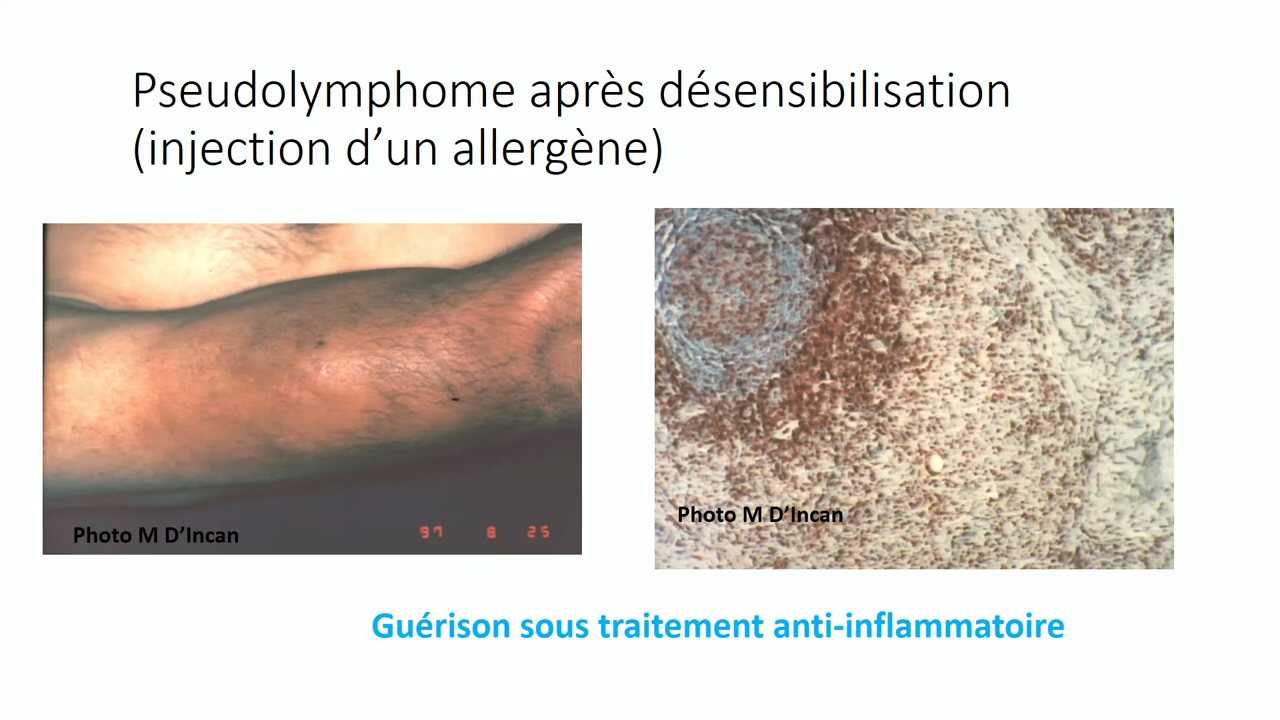 Pseudolymphome après désensibilisation
(injection d’un allergène)
Photo M D’Incan
97 8 25
Photo M D’Incan
Guérison sous traitement anti-inflammatoire